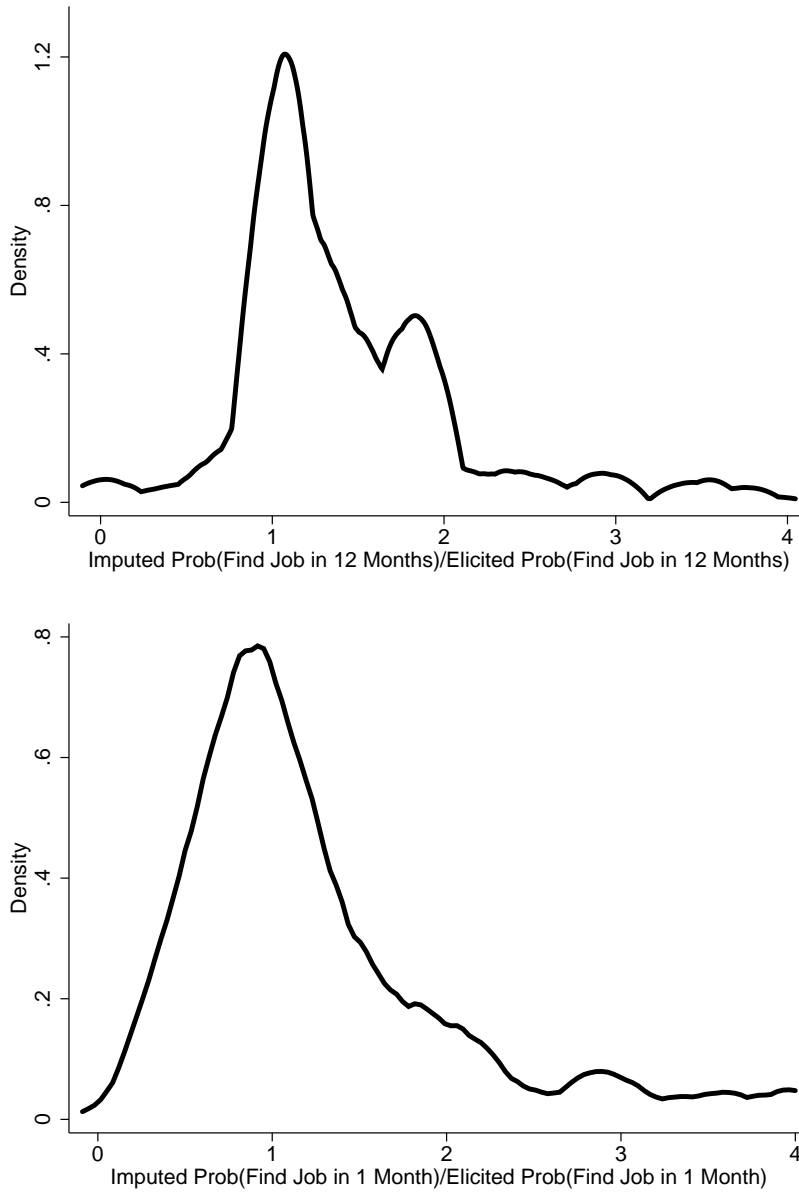 1.2
.8
Density
.4
0
0 1 2 3 4
Imputed Prob(Find Job in 12 Months)/Elicited Prob(Find Job in 12 Months)
.8
.6
Density
.4
.2
0
0 1 2 3 4
Imputed Prob(Find Job in 1 Month)/Elicited Prob(Find Job in 1 Month)